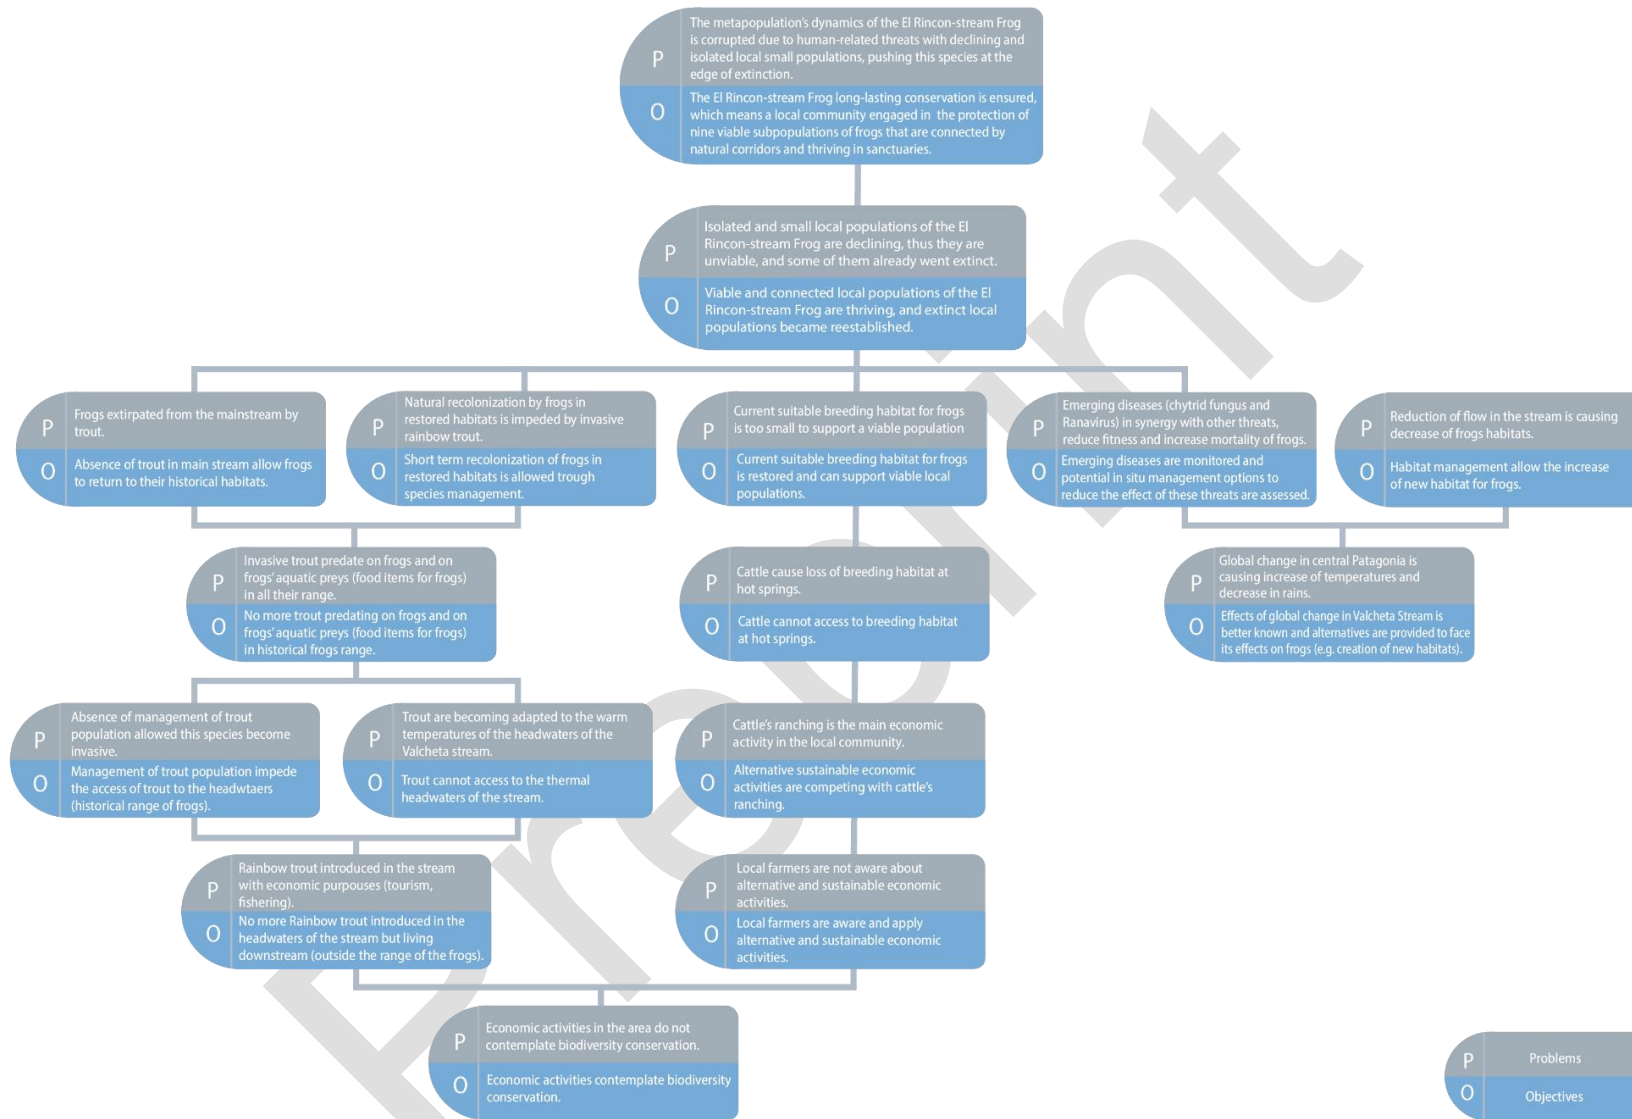 P
The metapopulation's dynamics of the El Rincon-stream Frog
is corrupted due to human-related threats with declining and
isolated local small populations, pushing this species at the
edge of extinction.
O
The El Rincon-stream Frog long-lasting conservation is ensured,
which means a local community engaged in the protection of
nine viable subpopulations of frogs that are connected by
natural corridors and thriving in sanctuaries.
P
Isolated and small local populations of the El
Rincon-stream Frog are declining, thus they are
unviable, and some of them already went extinct.
O
Viable and connected local populations of the El
Rincon-stream Frog are thriving, and extinct local
populations became reestablished.
P
Frogs extirpated from the mainstream by
trout.
O
Absence of trout in main stream allow frogs
to return to their historical habitats.
P
Natural recolonization by frogs in
restored habitats is impeded by invasive
rainbow trout.
O
Short term recolonization of frogs in
restored habitats is allowed trough
species management.
P
Current suitable breeding habitat for frogs
is too small to support a viable population
O
Current suitable breeding habitat for frogs
is restored and can support viable local
populations.
P
Emerging diseases (chytrid fungus and
Ranavirus) in synergy with other threats,
reduce fitness and increase mortality of frogs.
O
Emerging diseases are monitored and
potential in situ management options to
reduce the effect of these threats are assessed.
P
Reduction of flow in the stream is causing
decrease of frogs habitats.
O
Habitat management allow the increase
of new habitat for frogs.
P
Invasive trout predate on frogs and on
frogs' aquatic preys (food items for frogs)
in all their range.
O
No more trout predating on frogs and on
frogs' aquatic preys (food items for frogs)
in historical frogs range.
P
Cattle cause loss of breeding habitat at
hot springs.
O
Cattle cannot access to breeding habitat
at hot springs.
P
Global change in central Patagonia is
causing increase of temperatures and
decrease in rains.
O
Effects of global change in Valcheta Stream is
better known and alternatives are provided to face
its effects on frogs (e.g. creation of new habitats).
P
Absence of management of trout
population allowed this species become
invasive.
O
Management of trout population impede
the access of trout to the headwtaers
(historical range of frogs).
P
Trout are becoming adapted to the warm
temperatures of the headwaters of the
Valcheta stream.
O
Trout cannot access to the thermal
headwaters of the stream.
P
Cattle's ranching is the main economic
activity in the local community.
O
Alternative sustainable economic
activities are competing with cattle's
ranching.
P
Rainbow trout introduced in the stream
with economic purpouses (tourism,
fishering).
O
No more Rainbow trout introduced in the
headwaters of the stream but living
downstream (outside the range of the frogs).
P
Local farmers are not aware about
alternative and sustainable economic
activities.
O
Local farmers are aware and apply
alternative and sustainable economic
activities.
P
Economic activities in the area do not
contemplate biodiversity conservation.
O
Economic activities contemplate biodiversity
conservation.
P
Problems
O
Objectives
Preprint